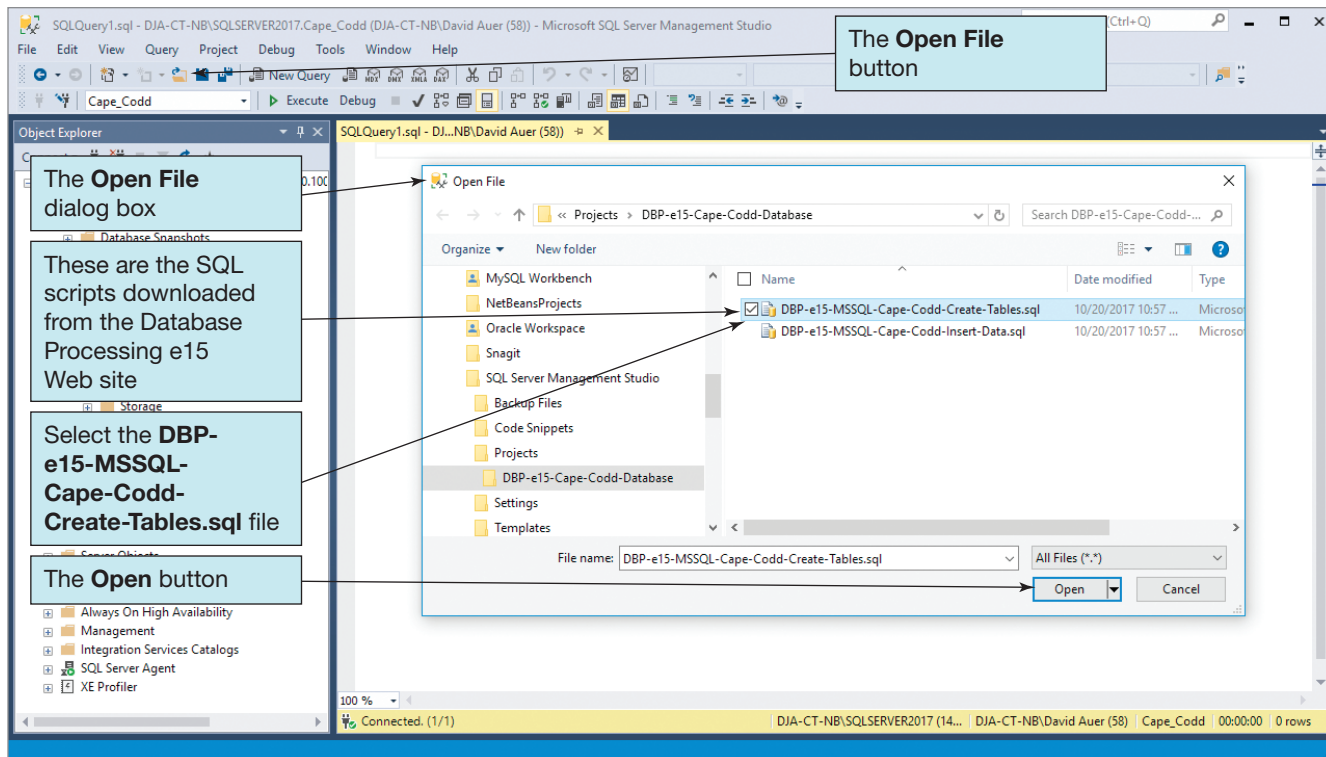 SQLQuery1.sql - DJA-CT-NB\SQLSERVER2017.Cape_Codd (DJA-CT-NB\David Auer (58)) - Microsoft SQL Server Management Studio
(Ctrl+Q)
File Edit View Query Project Debug Tools Window Help
The Open File
button
New Query
MDX DMX XMLA DAX
Cape_Codd
Execute Debug
Object Explorer
SQLQuery1.sql - DJ...NB\David Auer (58))
The Open File
dialog box
0.100
Database Snapshots
These are the SQL
scripts downloaded
from the Database
Processing e15
Web site
Storage
Select the DBP-
e15-MSSQL-
Cape-Codd-
Create-Tables.sql file
Server Objects
The Open button
Always On High Availability
Management
Integration Services Catalogs
SQL Server Agent
XE Profiler
Open File
« Projects > DBP-e15-Cape-Codd-Database
Search DBP-e15-Cape-Codd-...
Organize New folder
MySQL Workbench
NetBeansProjects
Oracle Workspace
Snagit
SQL Server Management Studio
Backup Files
Code Snippets
Projects
DBP-e15-Cape-Codd-Database
Settings
Templates
Name Date modified Type
DBP-e15-MSSQL-Cape-Codd-Create-Tables.sql 10/20/2017 10:57 ... Microso
DBP-e15-MSSQL-Cape-Codd-Insert-Data.sql 10/20/2017 10:57 ... Microso
File name: DBP-e15-MSSQL-Cape-Codd-Create-Tables.sql All Files (*.*)
Open Cancel
100 %
Connected. (1/1) DJA-CT-NB\SQLSERVER2017 (14... DJA-CT-NB\David Auer (58) Cape_Codd 00:00:00 0 rows